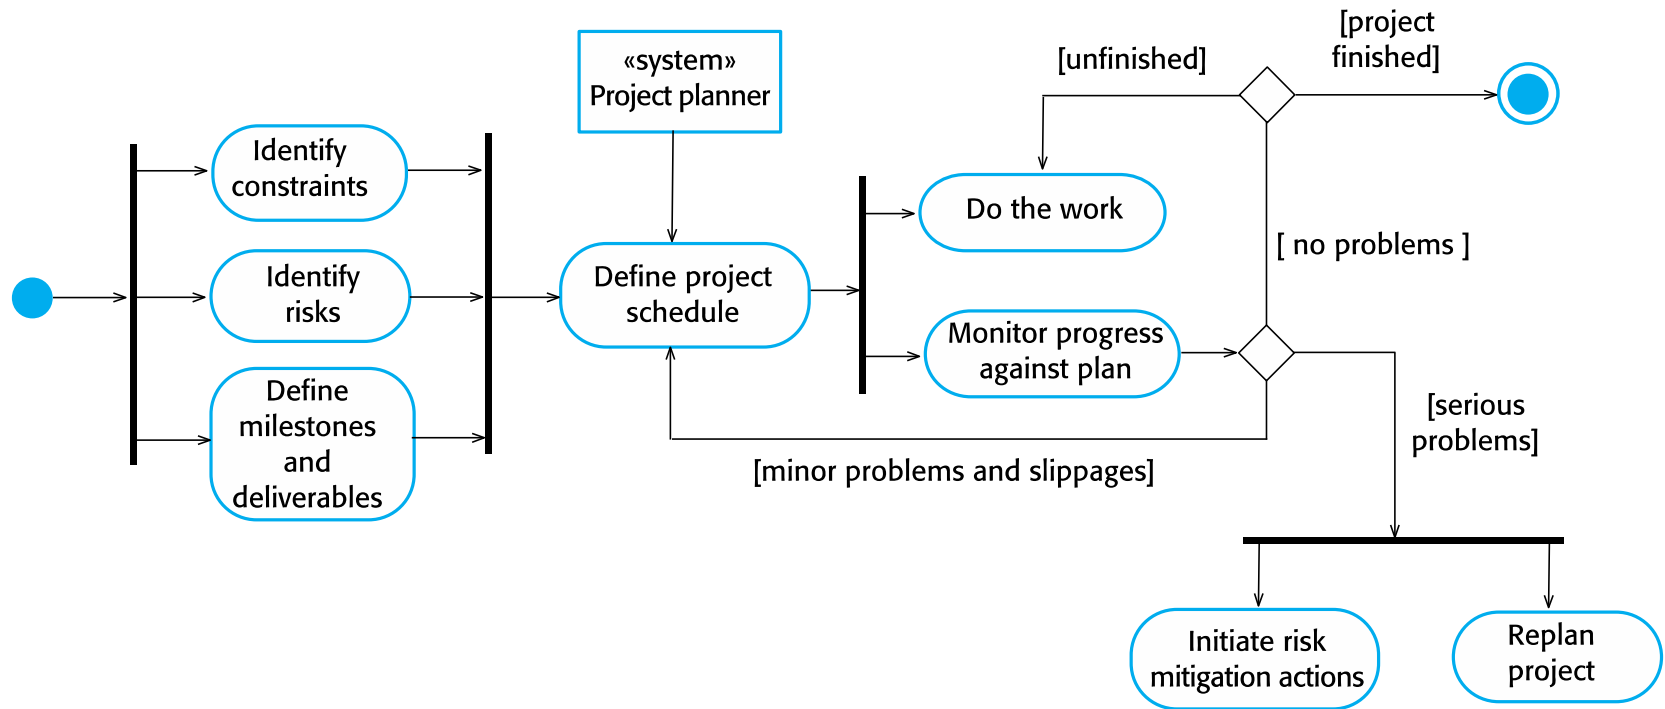 [project
finished]
[unfinished]
«system»
Project planner
Identify
constraints
Do the work
[ no problems ]
Identify
risks
Define project
schedule
Monitor progress
against plan
Define
milestones
and
deliverables
[serious
problems]
[minor problems and slippages]
Initiate risk
mitigation actions
Replan
project